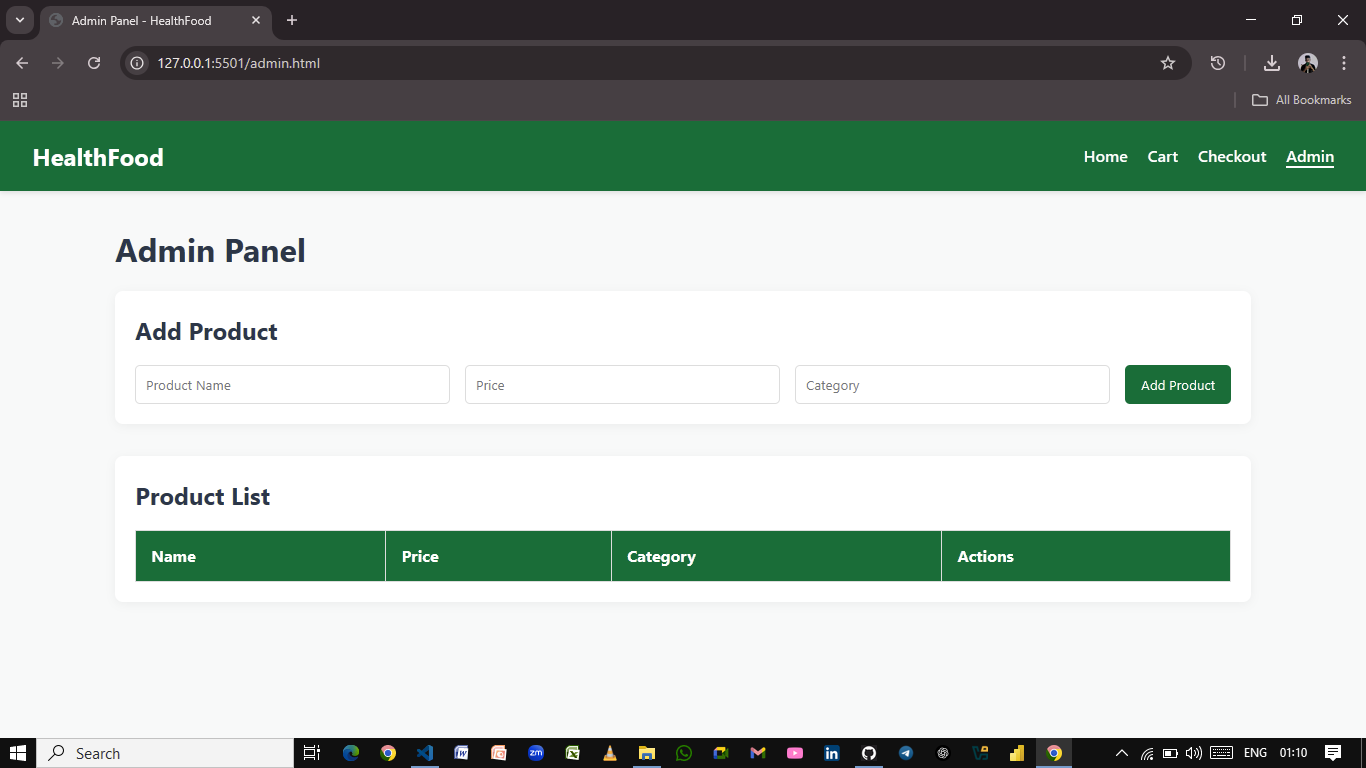 Admin Panel - HealthFood
127.0.0.1:5501/admin.html
All Bookmarks
HealthFood
Home Cart Checkout Admin
Admin Panel
Add Product
Product Name Price Category Add Product
Product List
Name Price Category Actions
Search
ENG 01:10